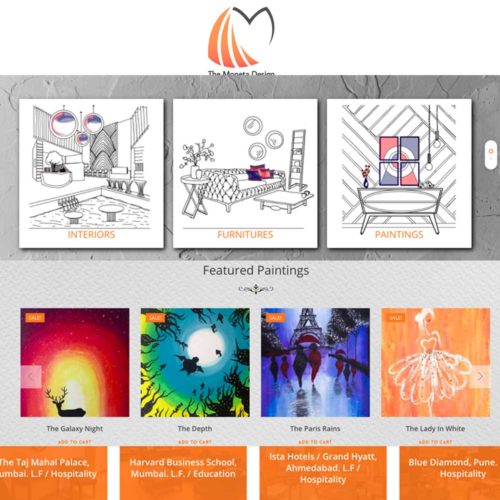 The Moneta Design
INTERIORS
FURNITURES
PAINTINGS
Featured Paintings
SALE!
SALE!
SALE!
SALE!
The Galaxy Night
The Depth
The Paris Rains
The Lady In White
ADD TO CART
ADD TO CART
ADD TO CART
ADD TO CART
The Taj Mahal Palace,
Mumbai. L.F / Hospitality
Harvard Business School,
Mumbai. L.F / Education
Ista Hotels / Grand Hyatt,
Ahmedabad. L.F /
Hospitality
Blue Diamond, Pune.
Hospitality